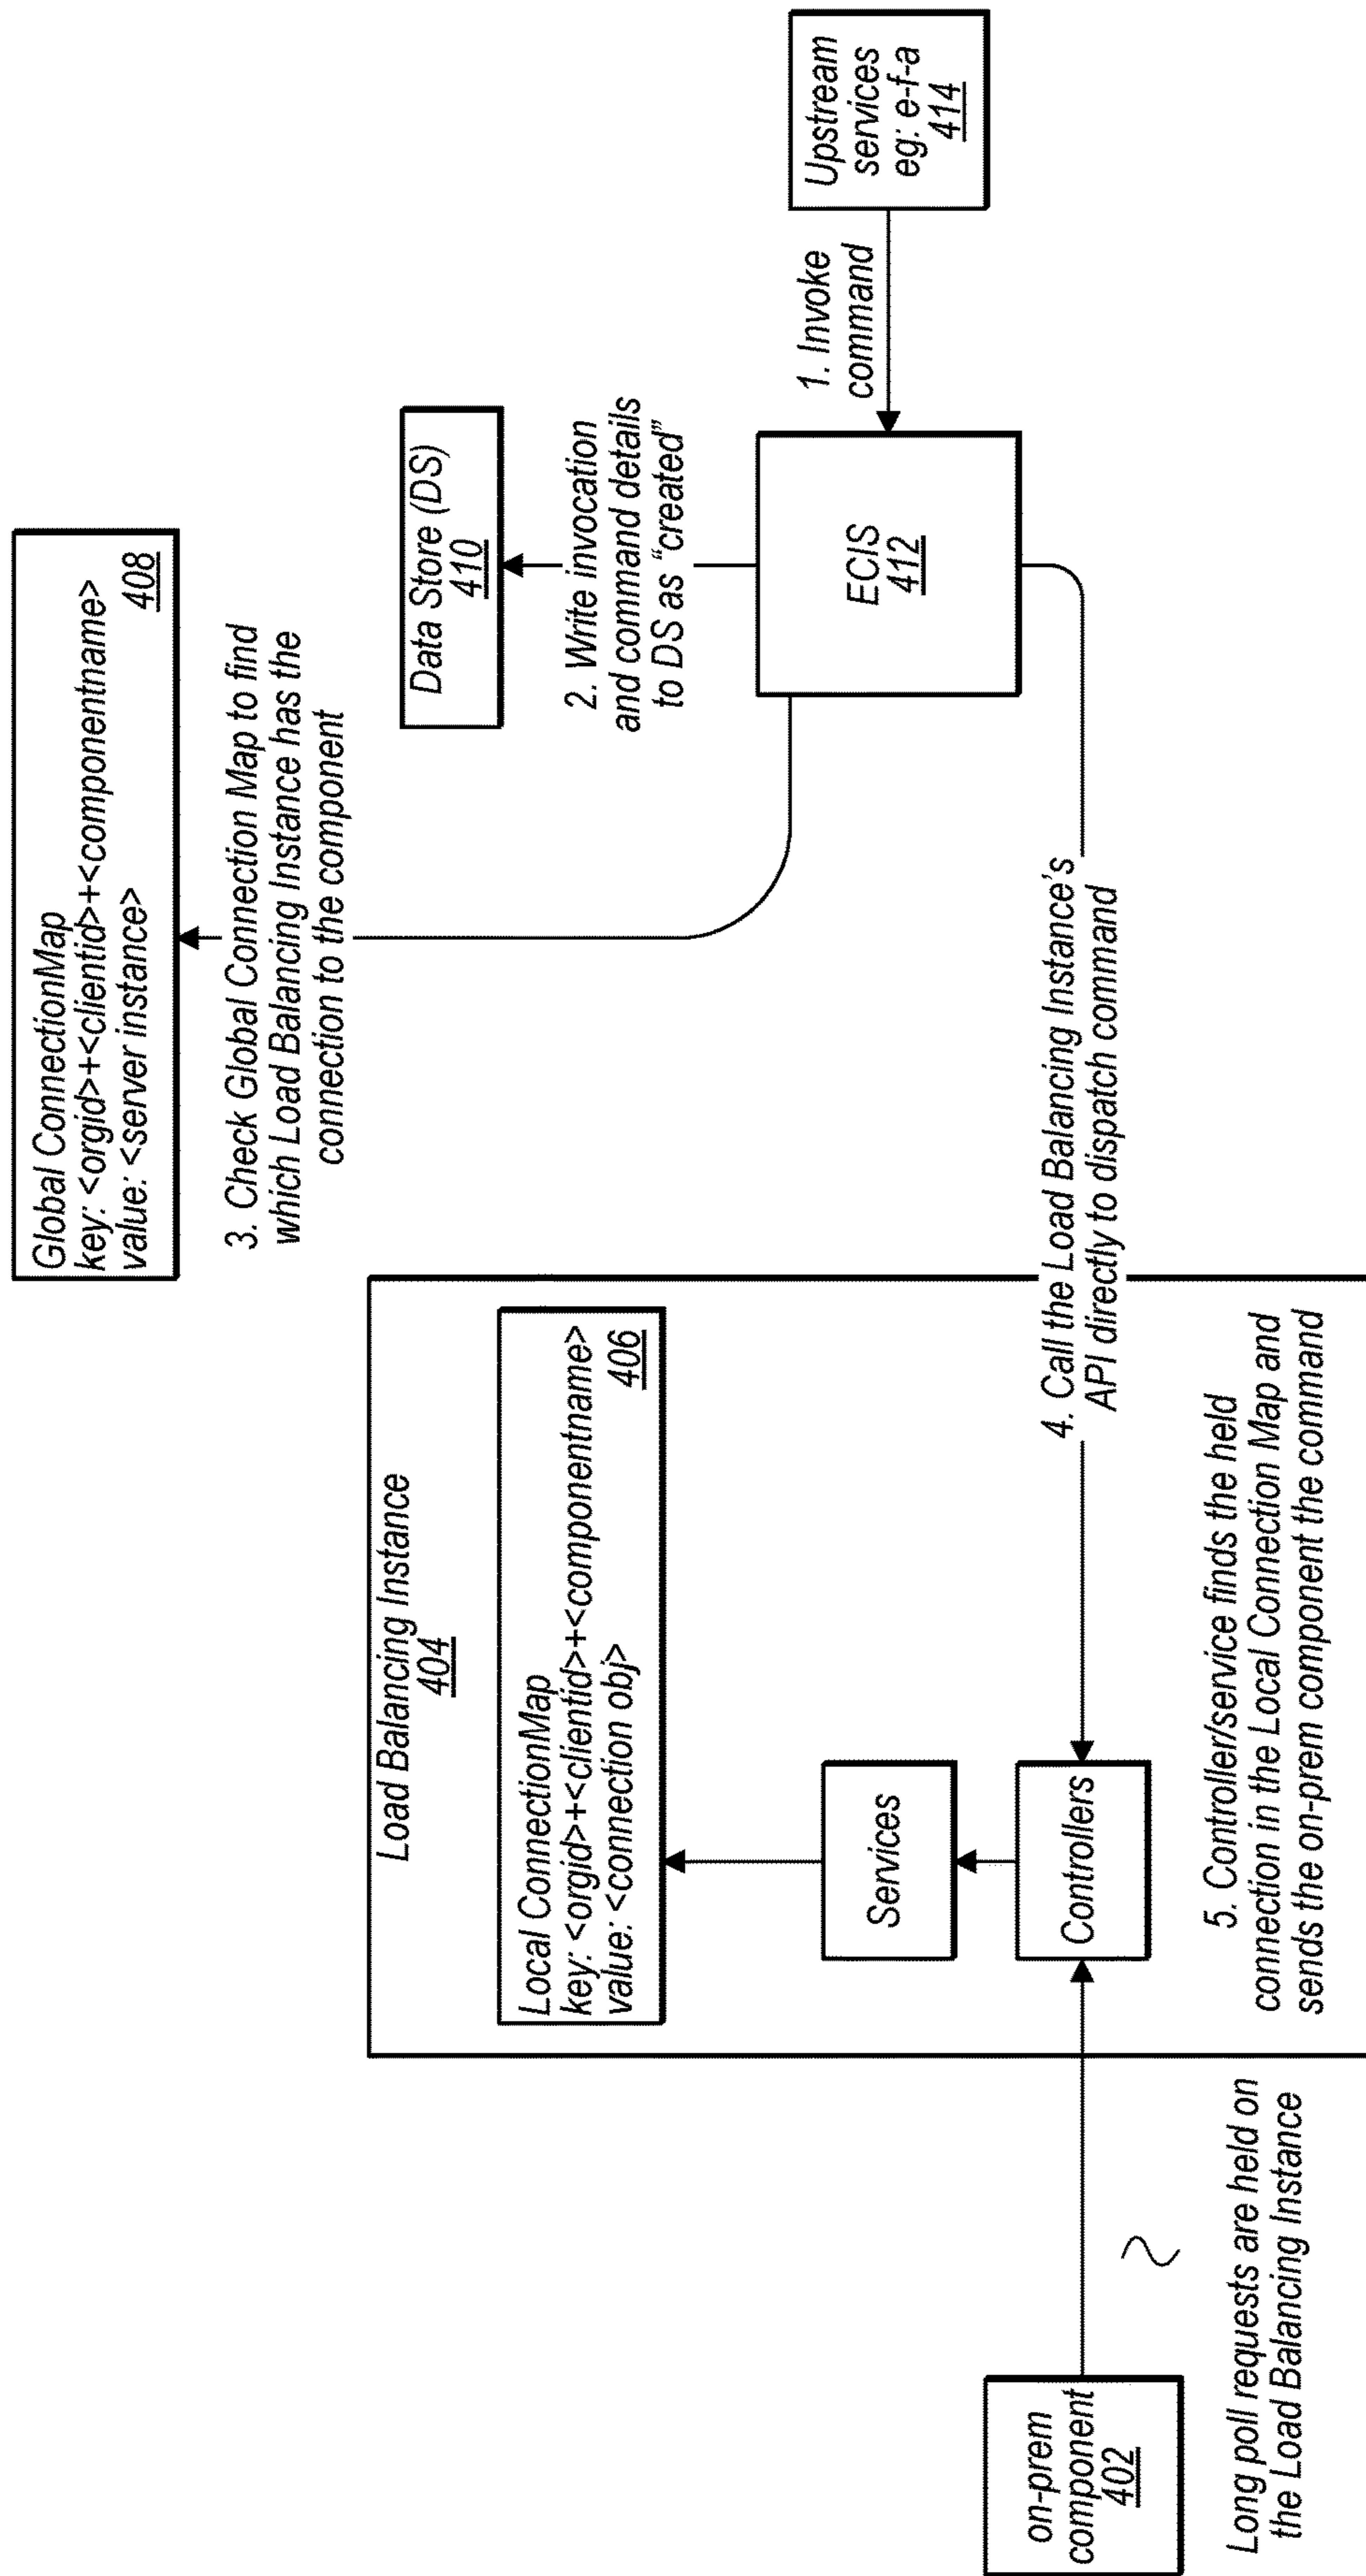 Global ConnectionMap
key: <orgid>+<clientid>+<componentname>
value: <server instance>
408
3. Check Global Connection Map to find
which Load Balancing Instance has the
connection to the component
Load Balancing Instance
404
Data Store (DS)
410
Local ConnectionMap
key: <orgid>+<clientid>+<componentname>
value: <connection obj>
406
2. Write invocation
and command details
to DS as “created”
Services
ECIS
412
1. Invoke
command
Upstream
services
eg: e-f-a
414
on-prem
component
402
Controllers
4. Call the Load Balancing Instance’s
API directly to dispatch command
Long poll requests are held on
the Load Balancing Instance
5. Controller/service finds the held
connection in the Local Connection Map and
sends the on-prem component the command